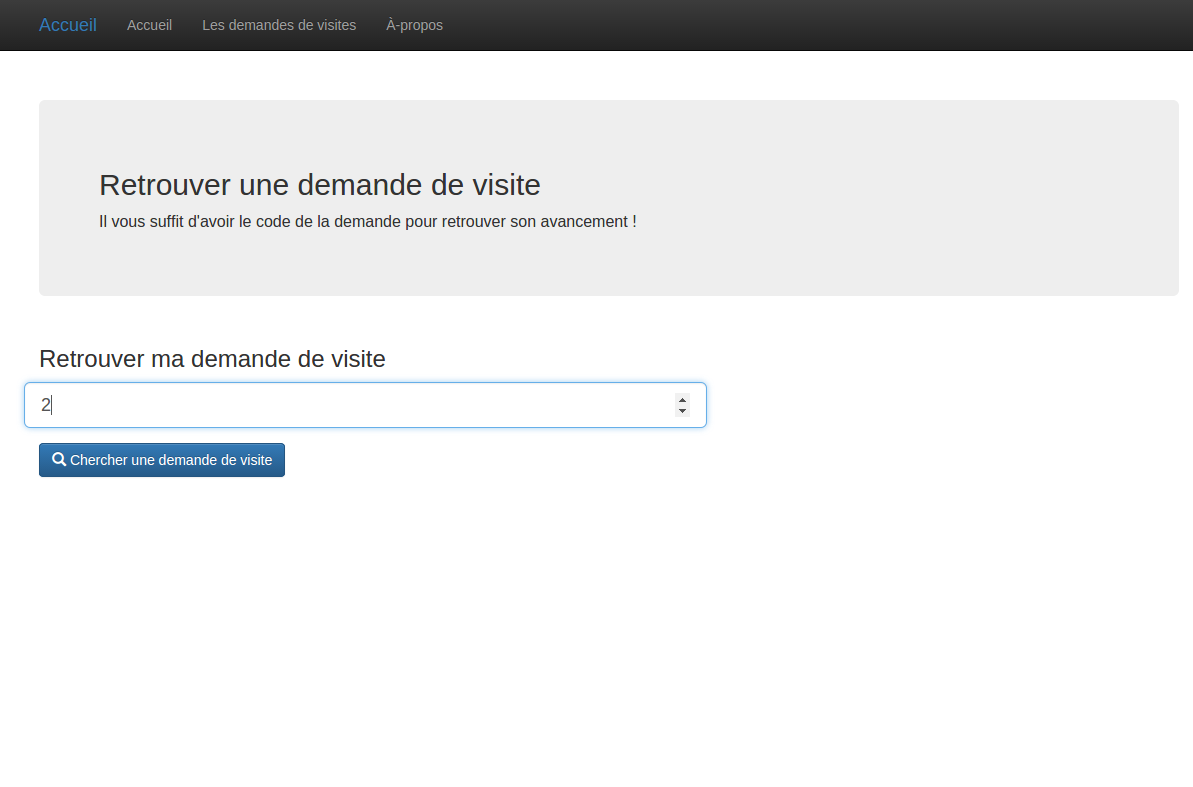 Accueil Accueil Les demandes de visites À-propos
Retrouver une demande de visite
Il vous suffit d'avoir le code de la demande pour retrouver son avancement !
Retrouver ma demande de visite
2
Chercher une demande de visite